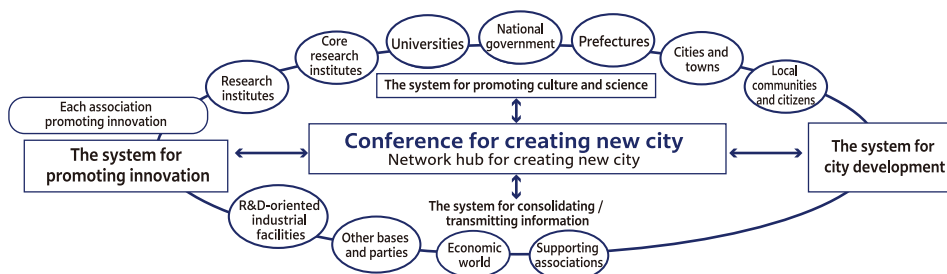 National
government
Core
research
institutes
Universities
Prefectures
Cities and
towns
Research
institutes
Local
communities
and citizens
The system for promoting culture and science
Each association
promoting innovation
Conference for creating new city
Network hub for creating new city
The system for
promoting innovation
The system for
city development
The system for consolidating /
transmitting information
R&D-oriented
industrial
facilities
Other bases
and parties
Economic
world
Supporting
associations